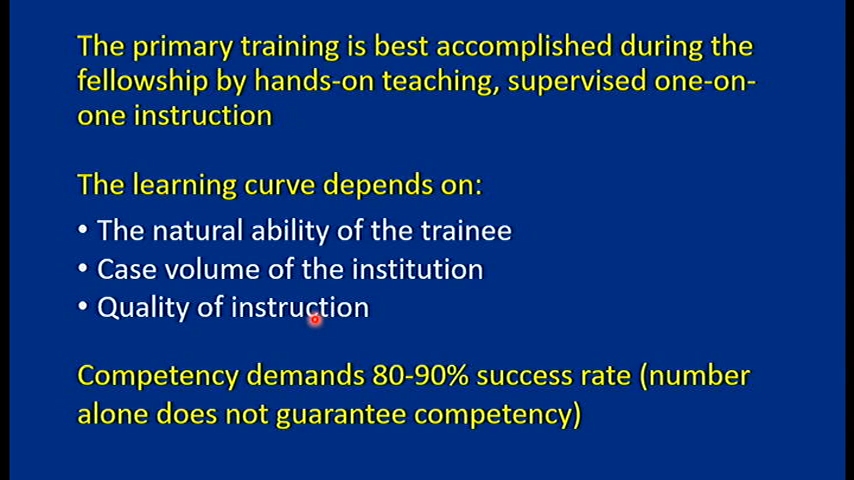 The primary training is best accomplished during the
fellowship by hands-on teaching, supervised one-on-
one instruction
The learning curve depends on:
• The natural ability of the trainee
• Case volume of the institution
• Quality of instruction
Competency demands 80-90% success rate (number
alone does not guarantee competency)